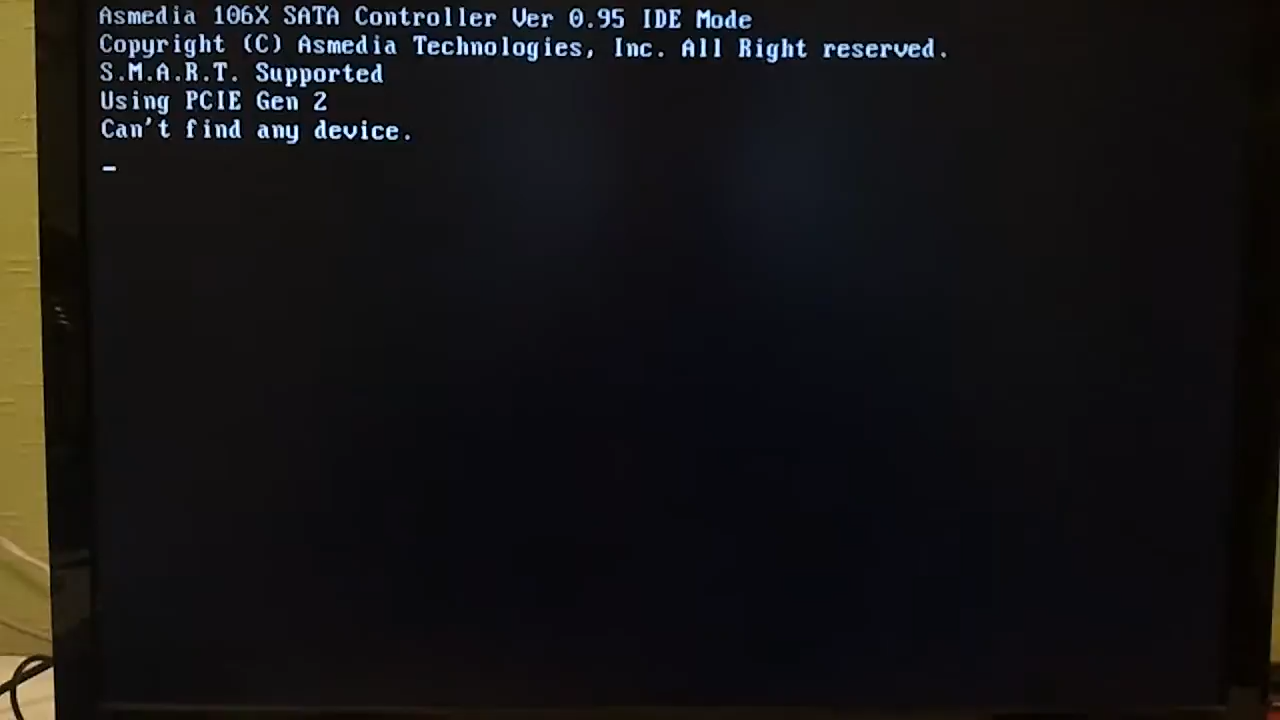 Asmedia 106X SATA Controller Ver 0.95 IDE Mode
Copyright (C) Asmedia Technologies, Inc. All Right reserved.
S.M.A.R.T. Supported
Using PCIE Gen 2
Can't find any device.